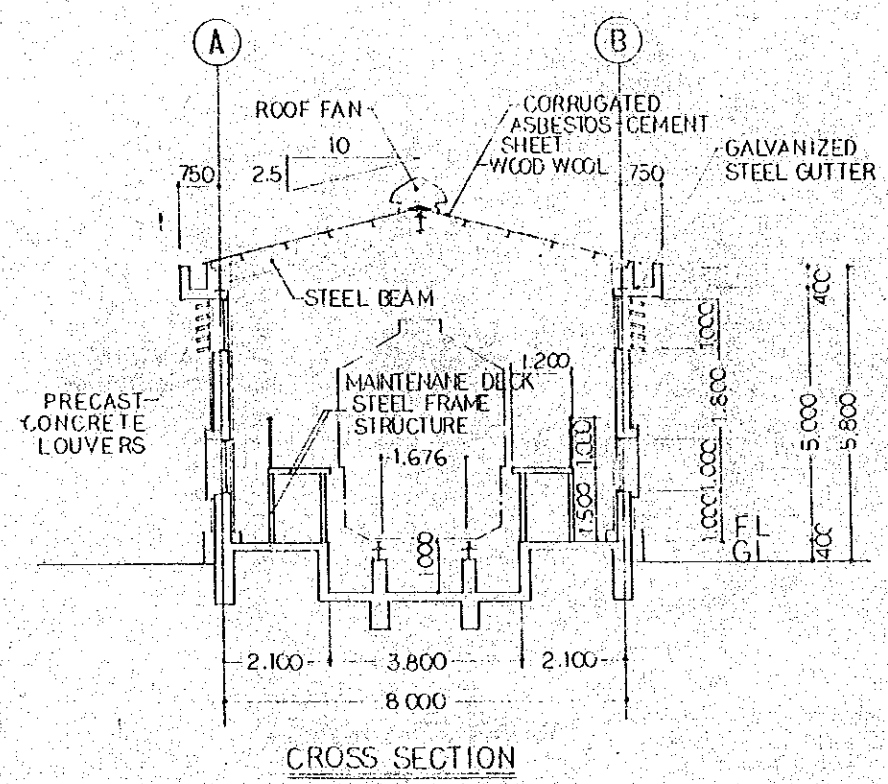 A
B
ROOF FAN
CORRUGATED
ASBESTOS-CEMENT
SHEET
WOOD WOOL
10
2.5
GALVANIZED
STEEL GUTTER
750
750
STEEL BEAM
400
1.000
1.200
MAINTENANE DECK
STEEL FRAME
STRUCTURE
PRECAST
CONCRETE
LOUVERS
1.800
5.000
5.800
1.676
1.500
1.000
1.000
FL
GL
400
2.100
3.800
2.100
8.000
CROSS SECTION